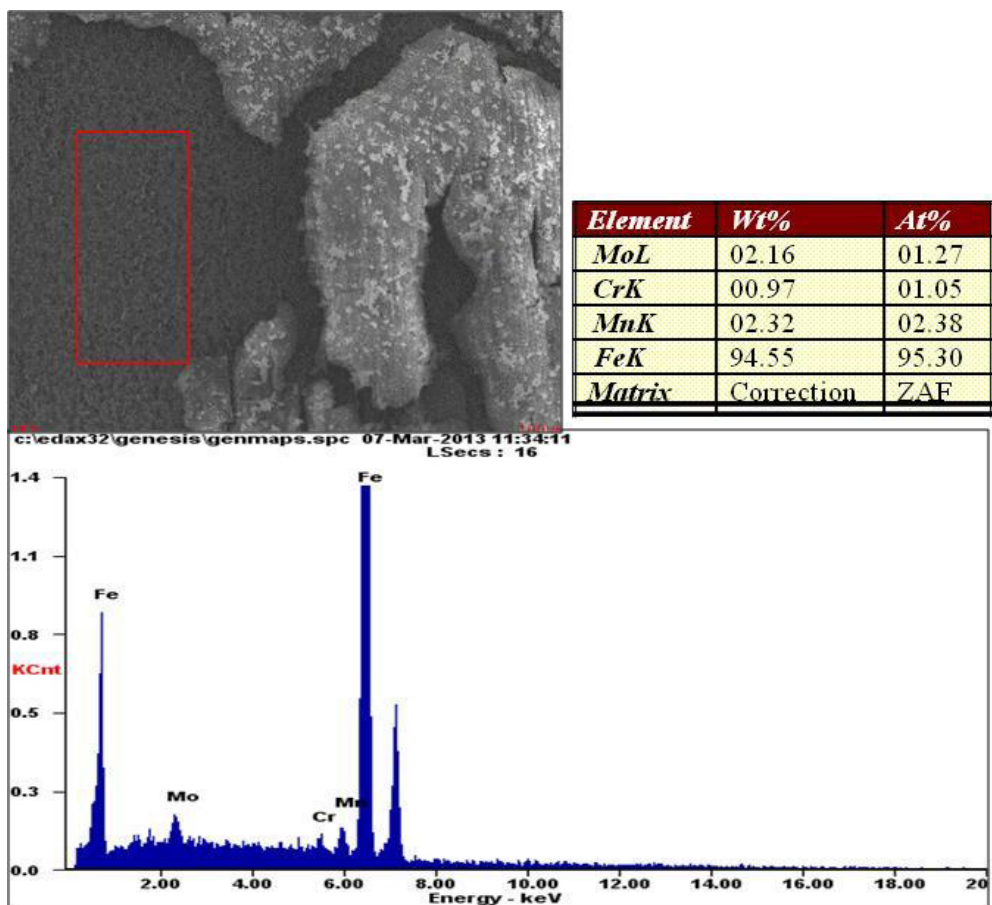 Element Wt% At%
MoL 02.16 01.27
CrK 00.97 01.05
MnK 02.32 02.38
FeK 94.55 95.30
Matrix Correction ZAF
c:\edax32\genesis\genmaps.spc 07-Mar-2013 11:34:11
LSecs : 16
1.4
1.1
0.8
KCnt
0.5
0.3
0.0
Fe
Mo
Cr
Mn
Fe
2.00 4.00 6.00 8.00 10.00 12.00 14.00 16.00 18.00 20
Energy - keV